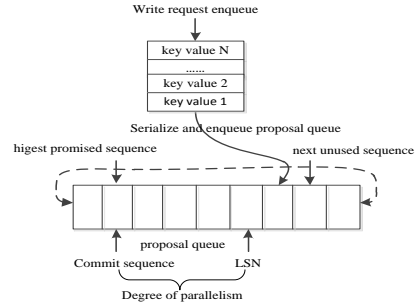 Write request enqueue
key value N
......
key value 2
key value 1
Serialize and enqueue proposal queue
higest promised sequence
next unused sequence
proposal queue
Commit sequence
LSN
Degree of parallelism